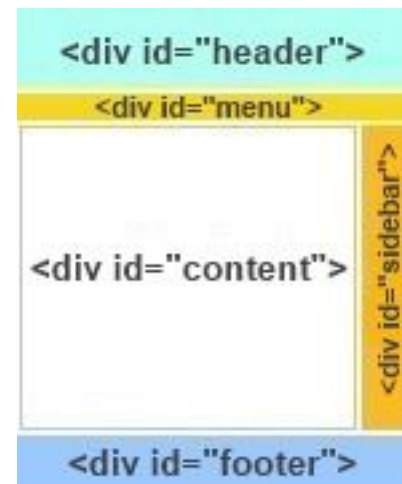 <div id="header">
<div id="menu">
<div id="content">
<div id="sidebar">
<div id="footer">